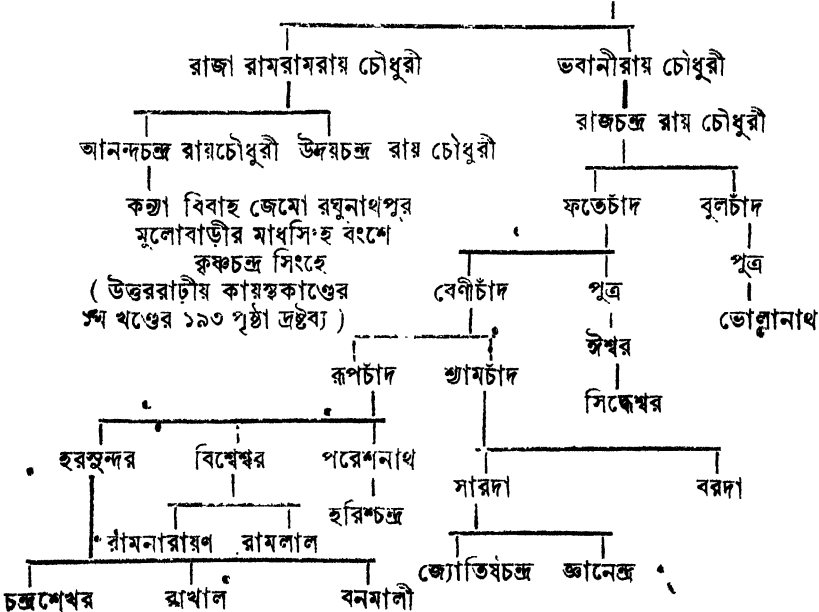 রাজা রামরামরায় চৌধুরী ভবানীরায় চৌধুরী
রাজচন্দ্র রায় চৌধুরী
আনন্দচন্দ্র রায়চৌধুরী উদয়চন্দ্র রায় চৌধুরী
কন্যা বিবাহ জেমো রঘুনাথপুর ফতেচাঁদ বুলচাঁদ
মুলোবাড়ীর মাধসিংহ বংশে
কৃষ্ণচন্দ্র সিংহে পুত্র
( উত্তররাঢ়ীয় কায়স্থকাণ্ডের বেণীচাঁদ পুত্র
খণ্ডের ১৯৩ পৃষ্ঠা দ্রষ্টব্য ) ভোলানাথ
ঈশ্বর
রূপচাঁদ শ্যামচাঁদ
সিদ্ধেশ্বর
হরসুন্দর বিশ্বেশ্বর পরেশনাথ
সারদা বরদা
হরিশ্চন্দ্র
রামনারায়ণ রামলাল
জ্যোতিষচন্দ্র জ্ঞানেন্দ্র
চন্দ্রশেখর রাখাল বনমালী